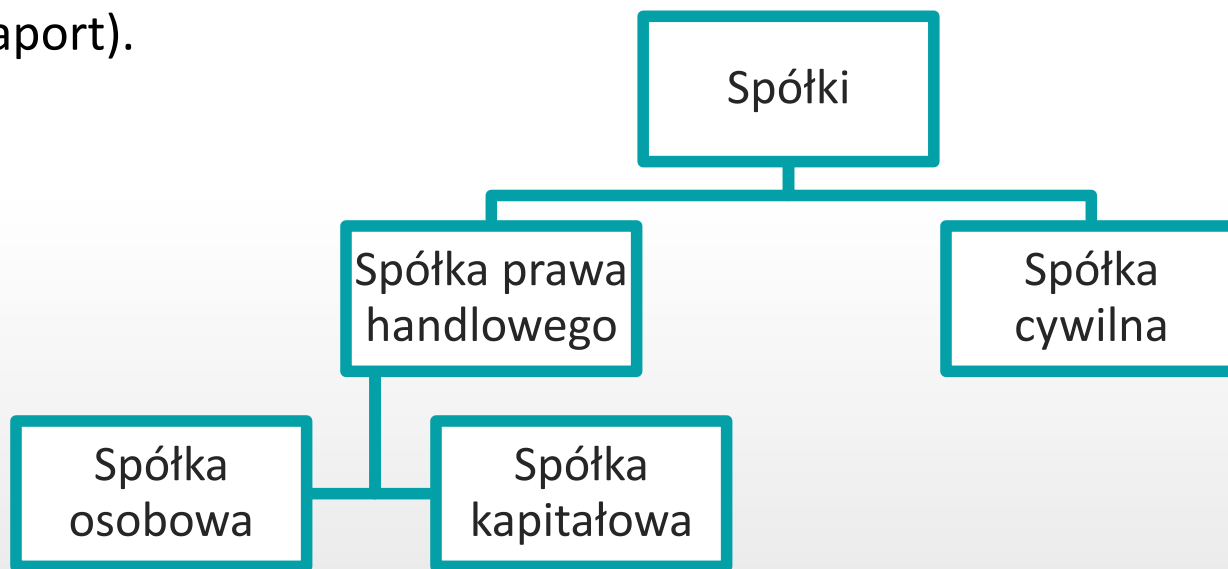 aport).
Spółki
Spółka prawa
handlowego
Spółka
cywilna
Spółka
osobowa
Spółka
kapitałowa